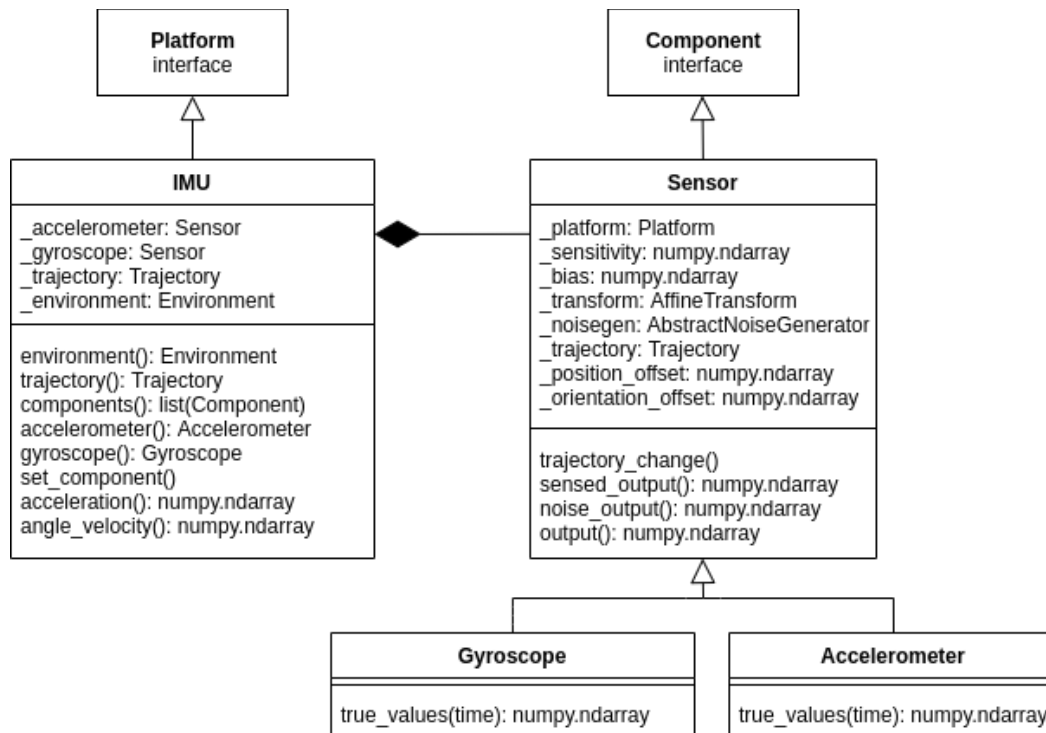 Platform
interface
Component
interface
IMU
_accelerometer: Sensor
_gyroscope: Sensor
_trajectory: Trajectory
_environment: Environment
environment(): Environment
trajectory(): Trajectory
components(): list(Component)
accelerometer(): Accelerometer
gyroscope(): Gyroscope
set_component()
acceleration(): numpy.ndarray
angle_velocity(): numpy.ndarray
Sensor
_platform: Platform
_sensitivity: numpy.ndarray
_bias: numpy.ndarray
_transform: AffineTransform
_noisegen: AbstractNoiseGenerator
_trajectory: Trajectory
_position_offset: numpy.ndarray
_orientation_offset: numpy.ndarray
trajectory_change()
sensed_output(): numpy.ndarray
noise_output(): numpy.ndarray
output(): numpy.ndarray
Gyroscope
true_values(time): numpy.ndarray
Accelerometer
true_values(time): numpy.ndarray